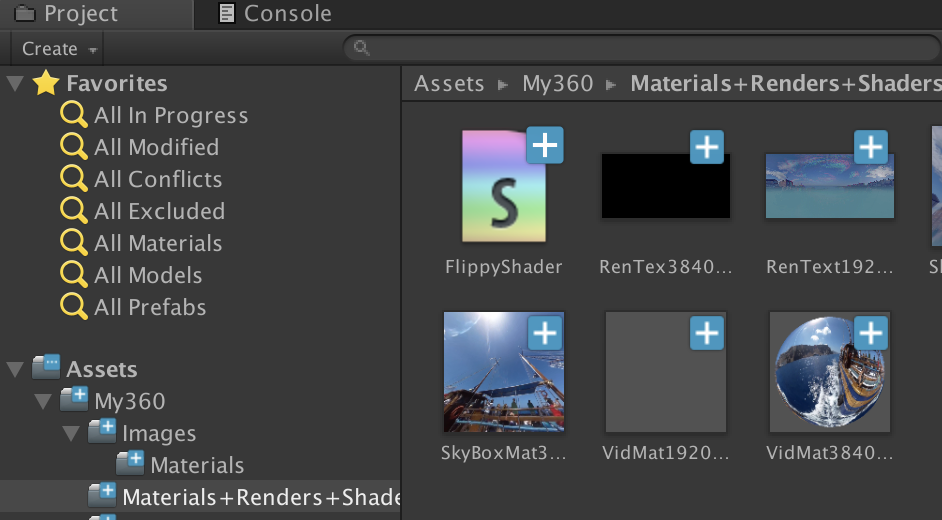 Project Console
Create
Favorites
All In Progress
All Modified
All Conflicts
All Excluded
All Materials
All Models
All Prefabs
Assets
My360
Images
Materials
Materials+Renders+Shade
Assets My360 Materials+Renders+Shaders
S
FlippyShader RenTex3840... RenText192...
SkyBoxMat3... VidMat1920... VidMat3840...